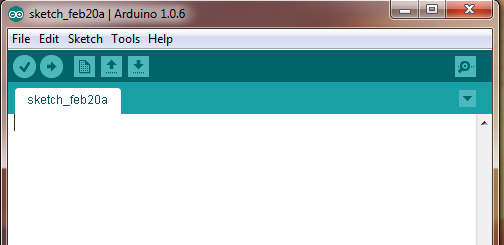 sketch_feb20a | Arduino 1.0.6
File Edit Sketch Tools Help
sketch_feb20a